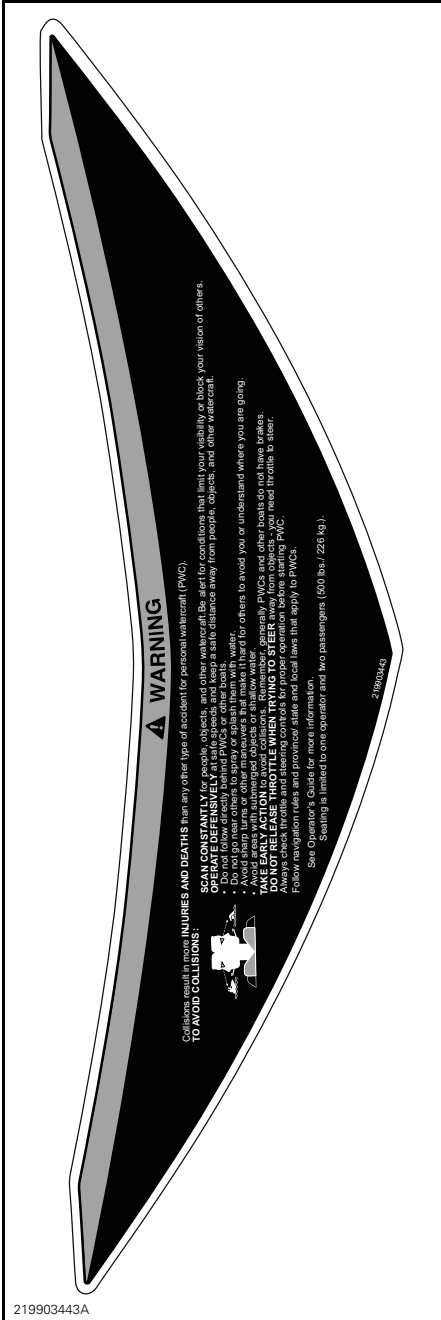 WARNING
Collisions result in more INJURIES AND DEATHS than any other type of accident for personal watercraft (PWC).
TO AVOID COLLISIONS:
SCAN CONSTANTLY for people, objects, and other watercraft.Be alert for conditions that limit your visibility or block your vision of others.
OPERATE DEFENSIVELY at safe speeds and keep a safe distance away from people, objects, and other watercraft.
• Do not follow directly behind PWCs or other boats.
• Do not go near others to spray or splash them with water.
• Avoid sharp turns or other maneuvers that make it hard for others to avoid you or understand where you are going.
• Avoid areas with submerged objects or shallow water.
TAKE EARLY ACTION to avoid collisions. Remember, generally PWCs and other boats do not have brakes.
DO NOT RELEASE THROTTLE WHEN TRYING TO STEER away from objects - you need throttle to steer.
Always check throttle and steering controls for proper operation before starting PWC.
Follow navigation rules and province/ state and local laws that apply to PWCs.
See Operator's Guide for more information.
Seating is limited to one operator and two passengers (500 lbs./ 226 kg.).
219903443
219903443A